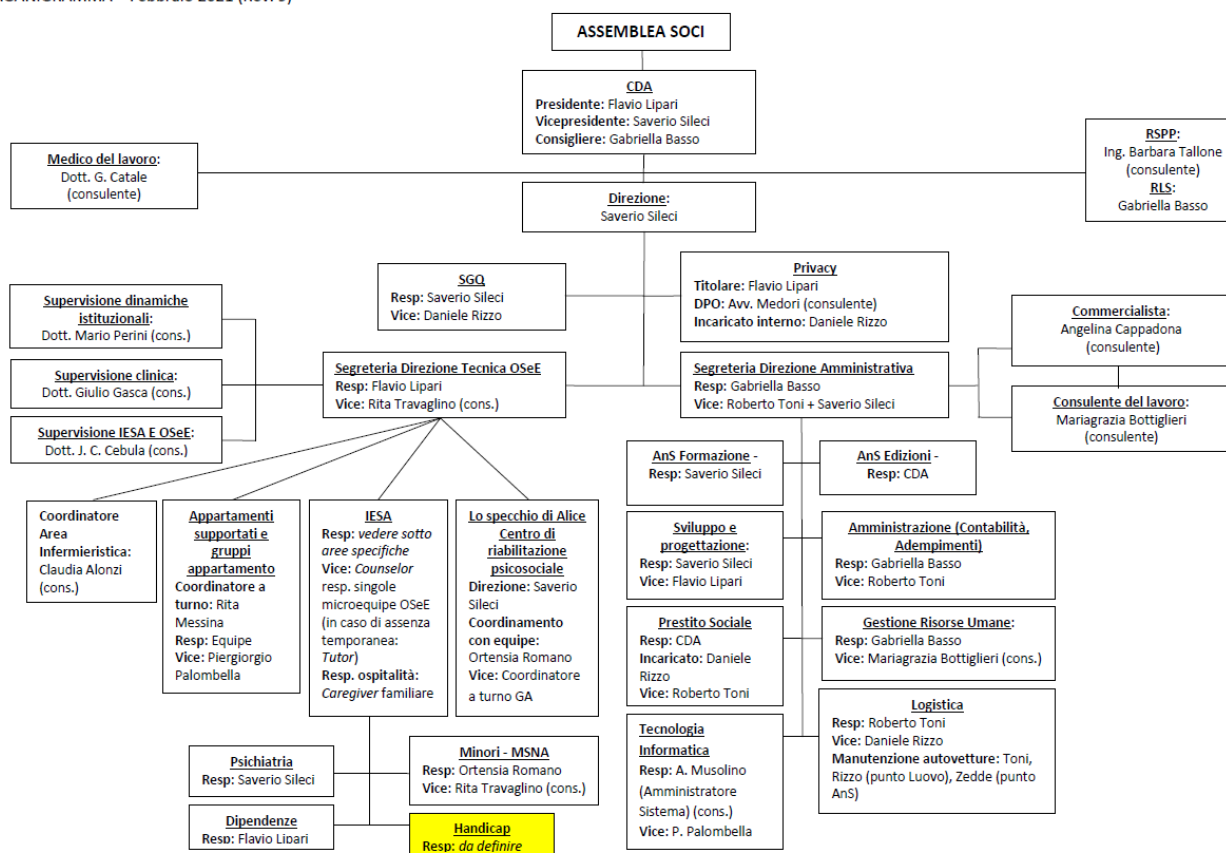 ORGANIGRAMMA – Febbraio 2021 (Rev. 9)
ASSEMBLEA SOCI
CDA
Presidente: Flavio Lipari
Vicepresidente: Saverio Sileci
Consigliere: Gabriella Basso
Medico del lavoro:
Dott. G. Catale
(consulente)
RSPP:
Ing. Barbara Tallone
(consulente)
RLS:
Gabriella Basso
Direzione:
Saverio Sileci
SGQ
Resp: Saverio Sileci
Vice: Daniele Rizzo
Privacy
Titolare: Flavio Lipari
DPO: Avv. Medori (consulente)
Incaricato interno: Daniele Rizzo
Supervisione dinamiche
istituzionali:
Dott. Mario Perini (cons.)
Supervisione clinica:
Dott. Giulio Gasca (cons.)
Supervisione IESA E OSeE:
Dott. J. C. Cebula (cons.)
Segreteria Direzione Tecnica OSeE
Resp: Flavio Lipari
Vice: Rita Travaglino (cons.)
Segreteria Direzione Amministrativa
Resp: Gabriella Basso
Vice: Roberto Toni + Saverio Sileci
Commercialista:
Angelina Cappadona
(consulente)
Consulente del lavoro:
Mariagrazia Bottiglieri
(consulente)
Coordinatore
Area
Infermieristica:
Claudia Alonzi
(cons.)
Appartamenti
supportati e
gruppi
appartamento
Coordinatore a
turno: Rita
Messina
Resp: Equipe
Vice: Piergiorgio
Palombella
IESA
Resp: vedere sotto
aree specifiche
Vice: Counselor
resp. singole
microequipe OSeE
(in caso di assenza
temporanea:
Tutor)
Resp. ospitalità:
Caregiver familiare
Lo specchio di Alice
Centro di
riabilitazione
psicosociale
Direzione: Saverio
Sileci
Coordinamento
con equipe:
Ortensia Romano
Vice: Coordinatore
a turno GA
Psichiatria
Resp: Saverio Sileci
Minori - MSNA
Resp: Ortensia Romano
Vice: Rita Travaglino (cons.)
Dipendenze
Resp: Flavio Lipari
Handicap
Resp: da definire
AnS Formazione -
Resp: Saverio Sileci
AnS Edizioni -
Resp: CDA
Sviluppo e
progettazione:
Resp: Saverio Sileci
Vice: Flavio Lipari
Amministrazione (Contabilità,
Adempimenti)
Resp: Gabriella Basso
Vice: Roberto Toni
Prestito Sociale
Resp: CDA
Incaricato: Daniele
Rizzo
Vice: Roberto Toni
Gestione Risorse Umane:
Resp: Gabriella Basso
Vice: Mariagrazia Bottiglieri (cons.)
Tecnologia
Informatica
Resp: A. Musolino
(Amministratore
Sistema) (cons.)
Vice: P. Palombella
Logistica
Resp: Roberto Toni
Vice: Daniele Rizzo
Manutenzione autovetture: Toni,
Rizzo (punto Luovo), Zedde (punto
AnS)